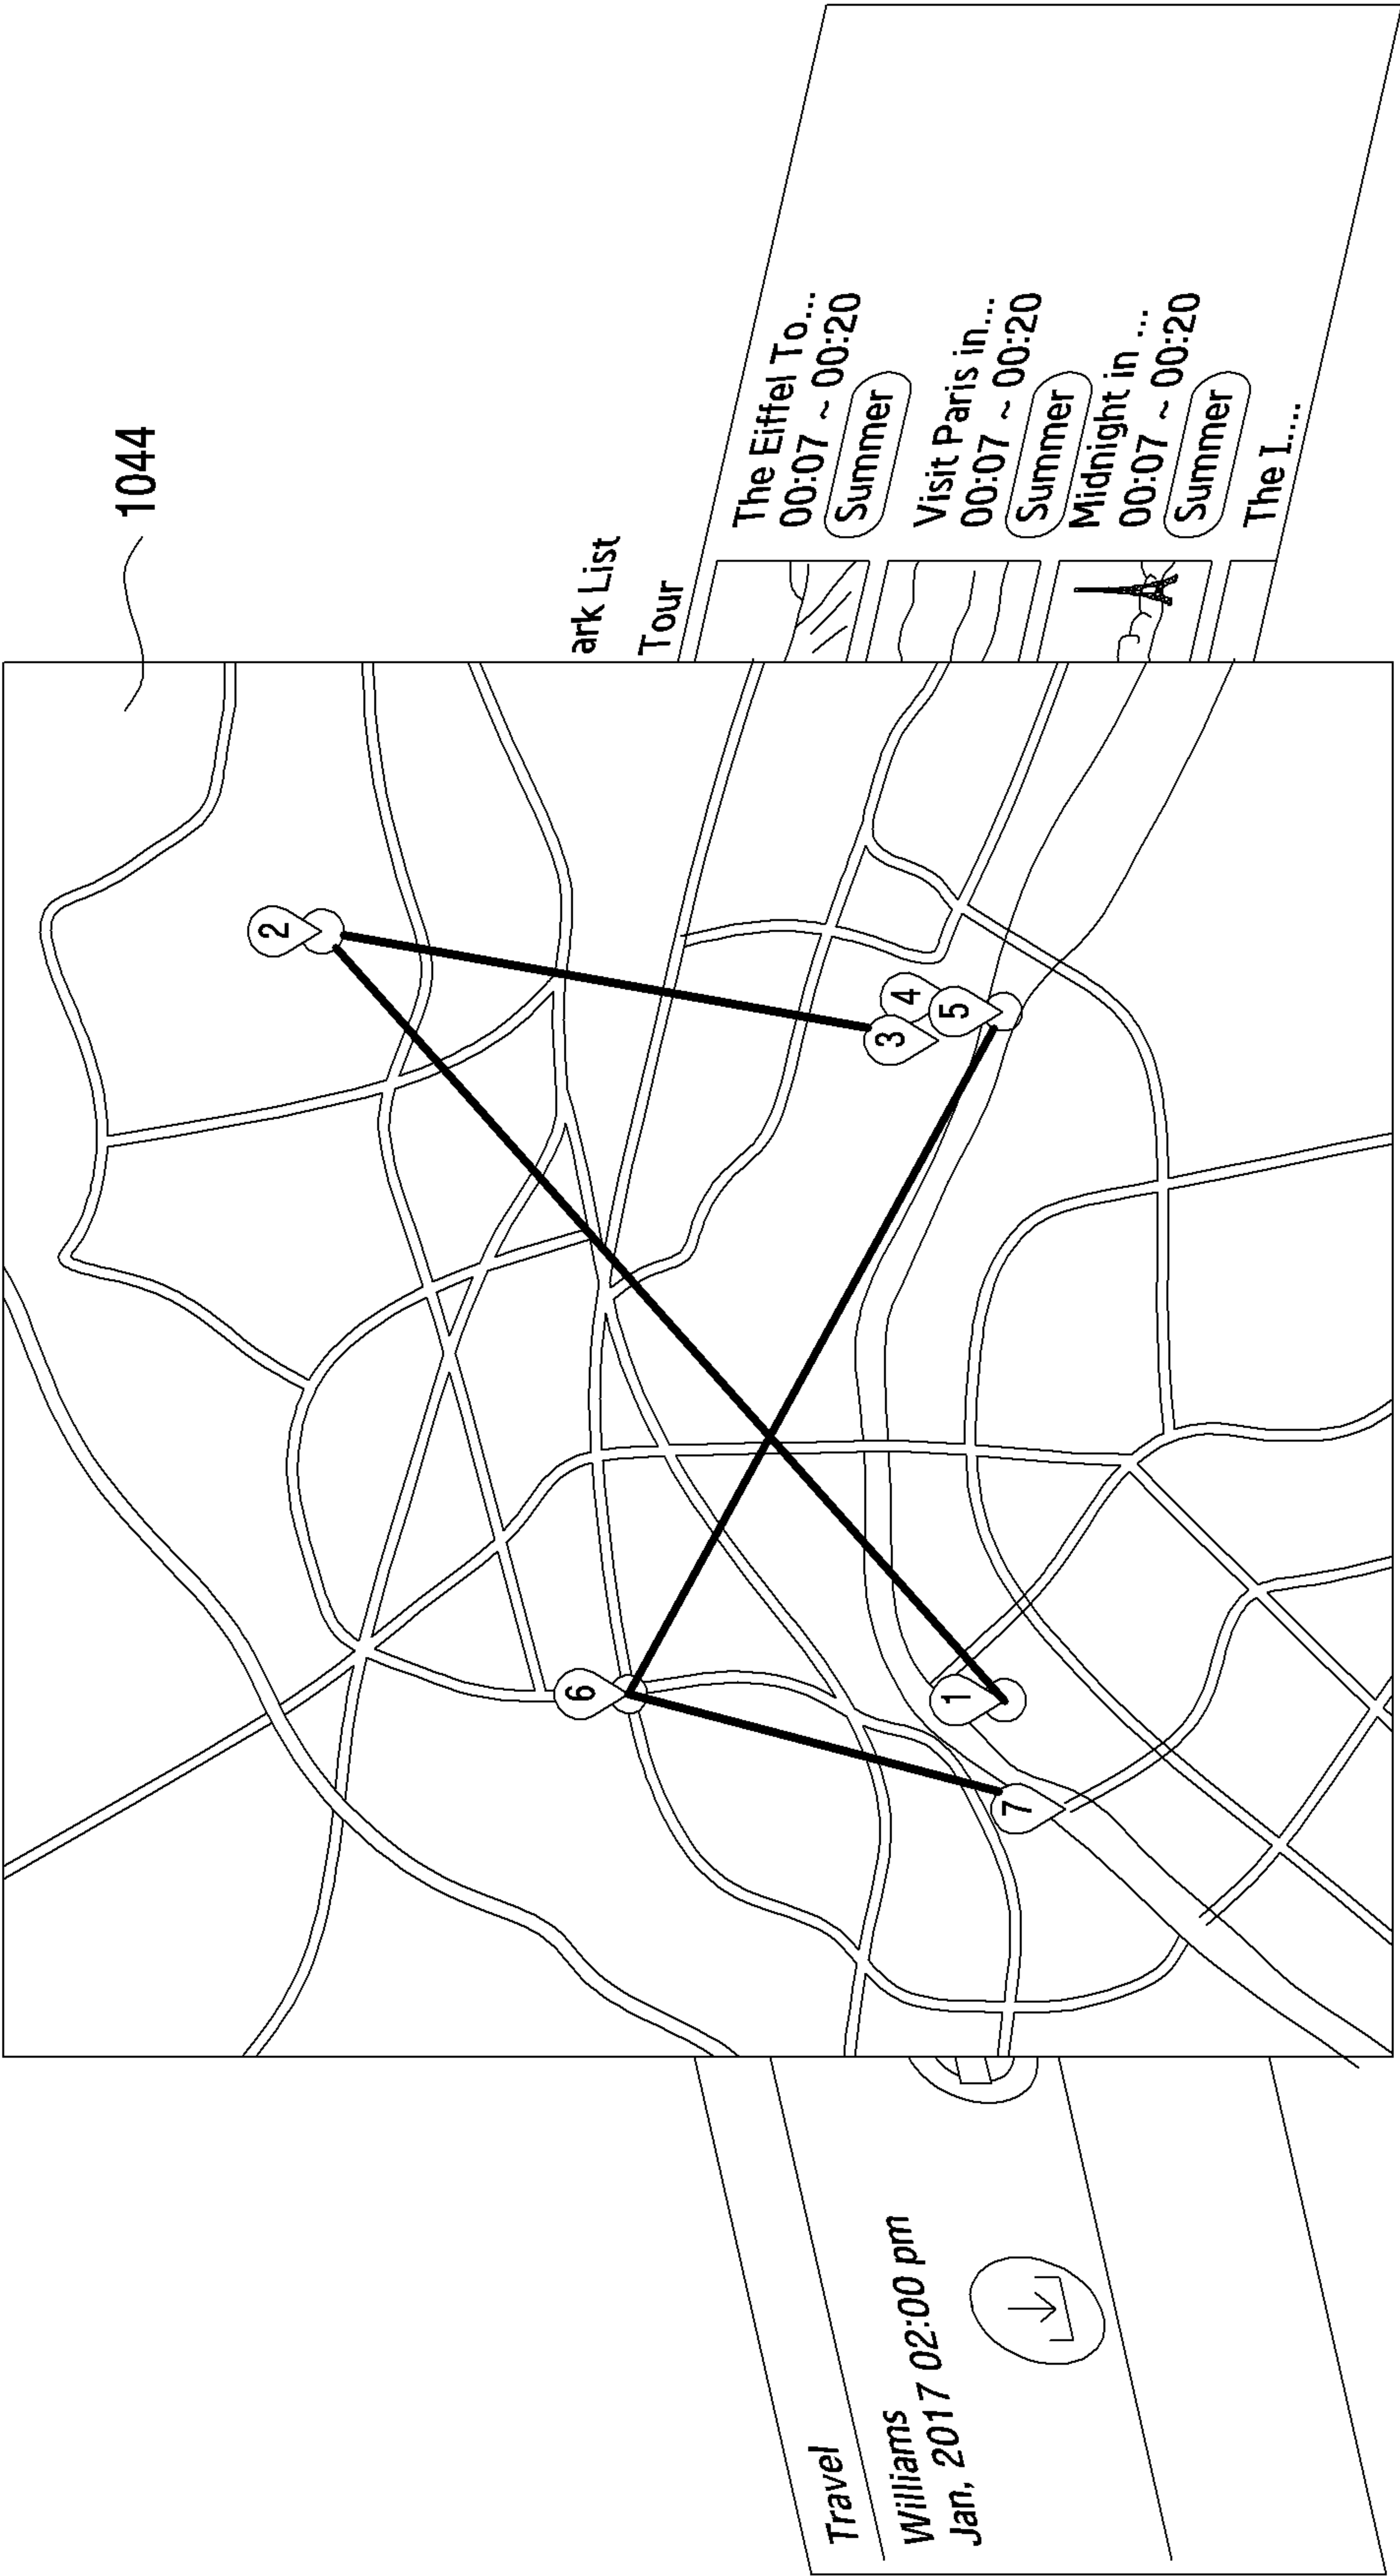 1044
Travel
Williams
Jan, 2017 02:00 pm
2
6
3
4
5
1
7
ark List
Tour
The Eiffel To...
00:07 ~ 00:20
Summer
Visit Paris in...
00:07 ~ 00:20
Summer
Midnight in ...
00:07 ~ 00:20
Summer
The I....